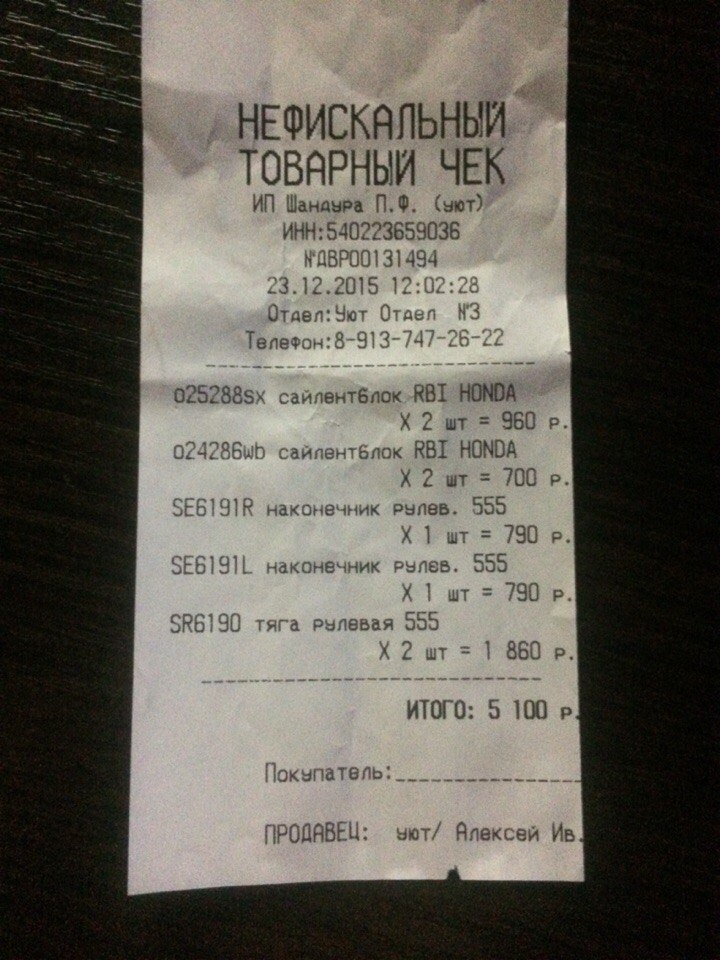 НЕФИСКАЛЬНЫЙ
ТОВАРНЫЙ ЧЕК
ИП Шандура П.Ф. (уют)
ИНН:540223659036
№ДВР00131494
23.12.2015 12:02:28
Отдел:Уют Отдел №3
Телефон:8-913-747-26-22
o25288sx сайлентблок RBI HONDA
X 2 шт = 960 р.
o24286wb сайлентблок RBI HONDA
X 2 шт = 700 р.
SE6191R наконечник рулев. 555
X 1 шт = 790 р.
SE6191L наконечник рулев. 555
X 1 шт = 790 р.
SR6190 тяга рулевая 555
X 2 шт = 1 860 р.
ИТОГО: 5 100 р.
Покупатель:______________
ПРОДАВЕЦ: уют/ Алексей Ив.